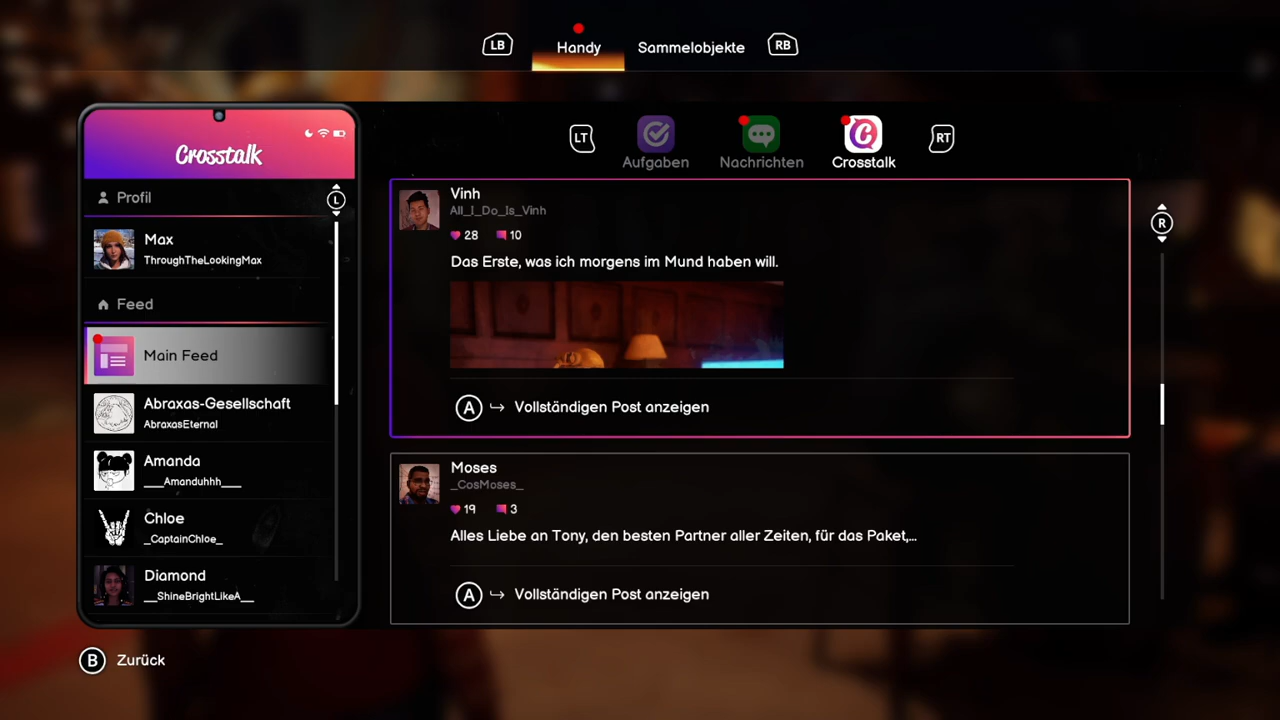 LB
Handy
Sammelobjekte
RB
Crosstalk
LT
Aufgaben
Nachrichten
Crosstalk
RT
Profil
L
Max
ThroughTheLookingMax
Feed
Main Feed
Abraxas-Gesellschaft
AbraxasEternal
Amanda
___Amanduhhh____
Chloe
_CaptainChloe_
Diamond
__ShineBrightLikeA__
Vinh
All_I_Do_Is_Vinh
28 10
Das Erste, was ich morgens im Mund haben will.
A Vollständigen Post anzeigen
R
Moses
_CosMoses_
19 3
Alles Liebe an Tony, den besten Partner aller Zeiten, für das Paket,...
A Vollständigen Post anzeigen
B Zurück